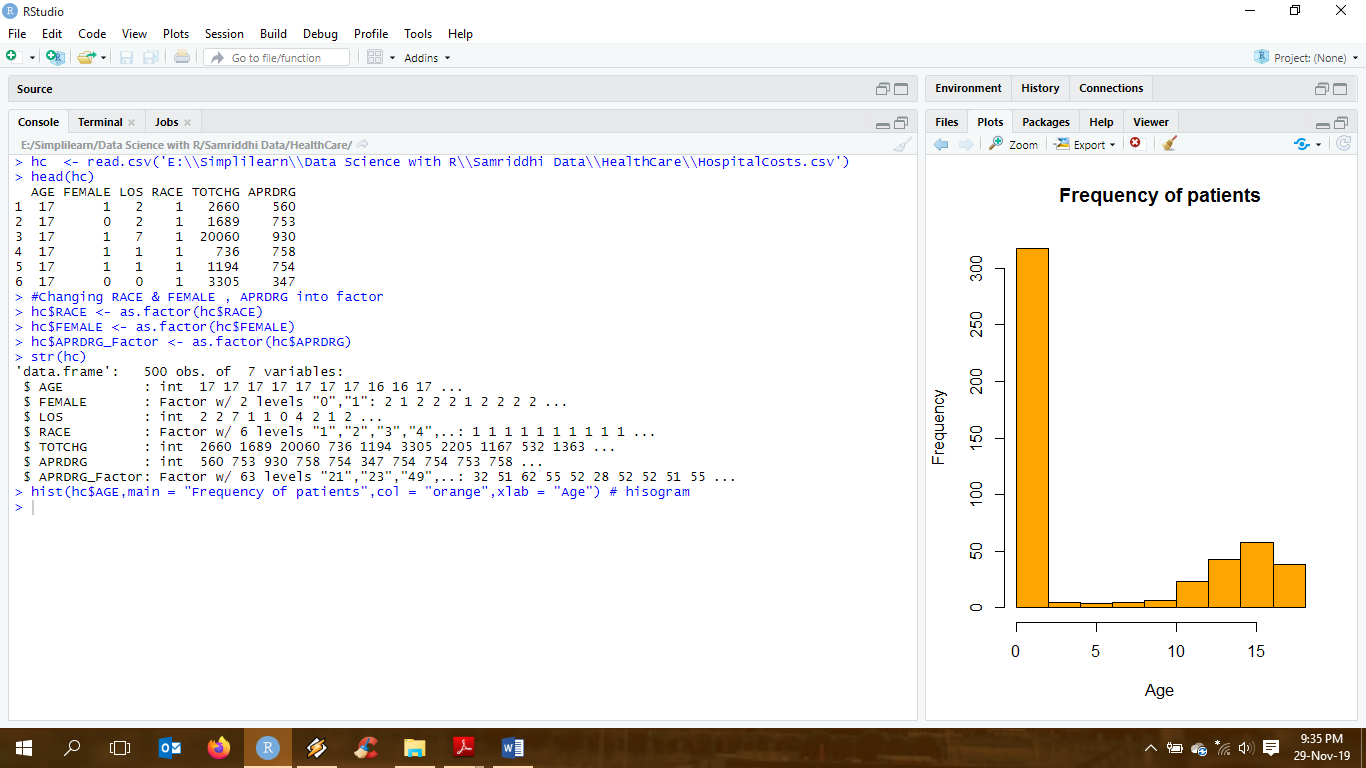 RStudio
File Edit Code View Plots Session Build Debug Profile Tools Help
Go to file/function Addins Project: (None)
Source
Console Terminal Jobs
E:/Simplilearn/Data Science with R/Samriddhi Data/HealthCare/
> hc  <- read.csv('E:\\Simplilearn\\Data Science with R\\Samriddhi Data\\HealthCare\\HospitalCosts.csv')
> head(hc)
  AGE FEMALE LOS RACE TOTCHG APRDRG
1  17      1   2    1   2660    560
2  17      0   2    1   1689    753
3  17      1   7    1  20060    930
4  17      1   1    1    736    758
5  17      1   1    1   1194    754
6  17      0   0    1   3305    347
> #Changing RACE & FEMALE , APRDRG into factor
> hc$RACE <- as.factor(hc$RACE)
> hc$FEMALE <- as.factor(hc$FEMALE)
> hc$APRDRG_Factor <- as.factor(hc$APRDRG)
> str(hc)
'data.frame':   500 obs. of  7 variables:
 $ AGE          : int  17 17 17 17 17 17 17 16 16 17 ...
 $ FEMALE       : Factor w/ 2 levels "0","1": 2 1 2 2 2 1 2 2 2 2 ...
 $ LOS          : int  2 2 7 1 1 0 4 2 1 2 ...
 $ RACE         : Factor w/ 6 levels "1","2","3","4",..: 1 1 1 1 1 1 1 1 1 1 ...
 $ TOTCHG       : int  2660 1689 20060 736 1194 3305 2205 1167 532 1363 ...
 $ APRDRG       : int  560 753 930 758 754 347 754 754 753 758 ...
 $ APRDRG_Factor: Factor w/ 63 levels "21","23","49",..: 32 51 62 55 52 28 52 52 51 55 ...
> hist(hc$AGE,main = "Frequency of patients",col = "orange",xlab = "Age") # hisogram
>
Environment History Connections
Files Plots Packages Help Viewer
Zoom Export
Frequency of patients
Frequency
300
250
200
150
100
50
0
0 5 10 15
Age
9:35 PM
29-Nov-19